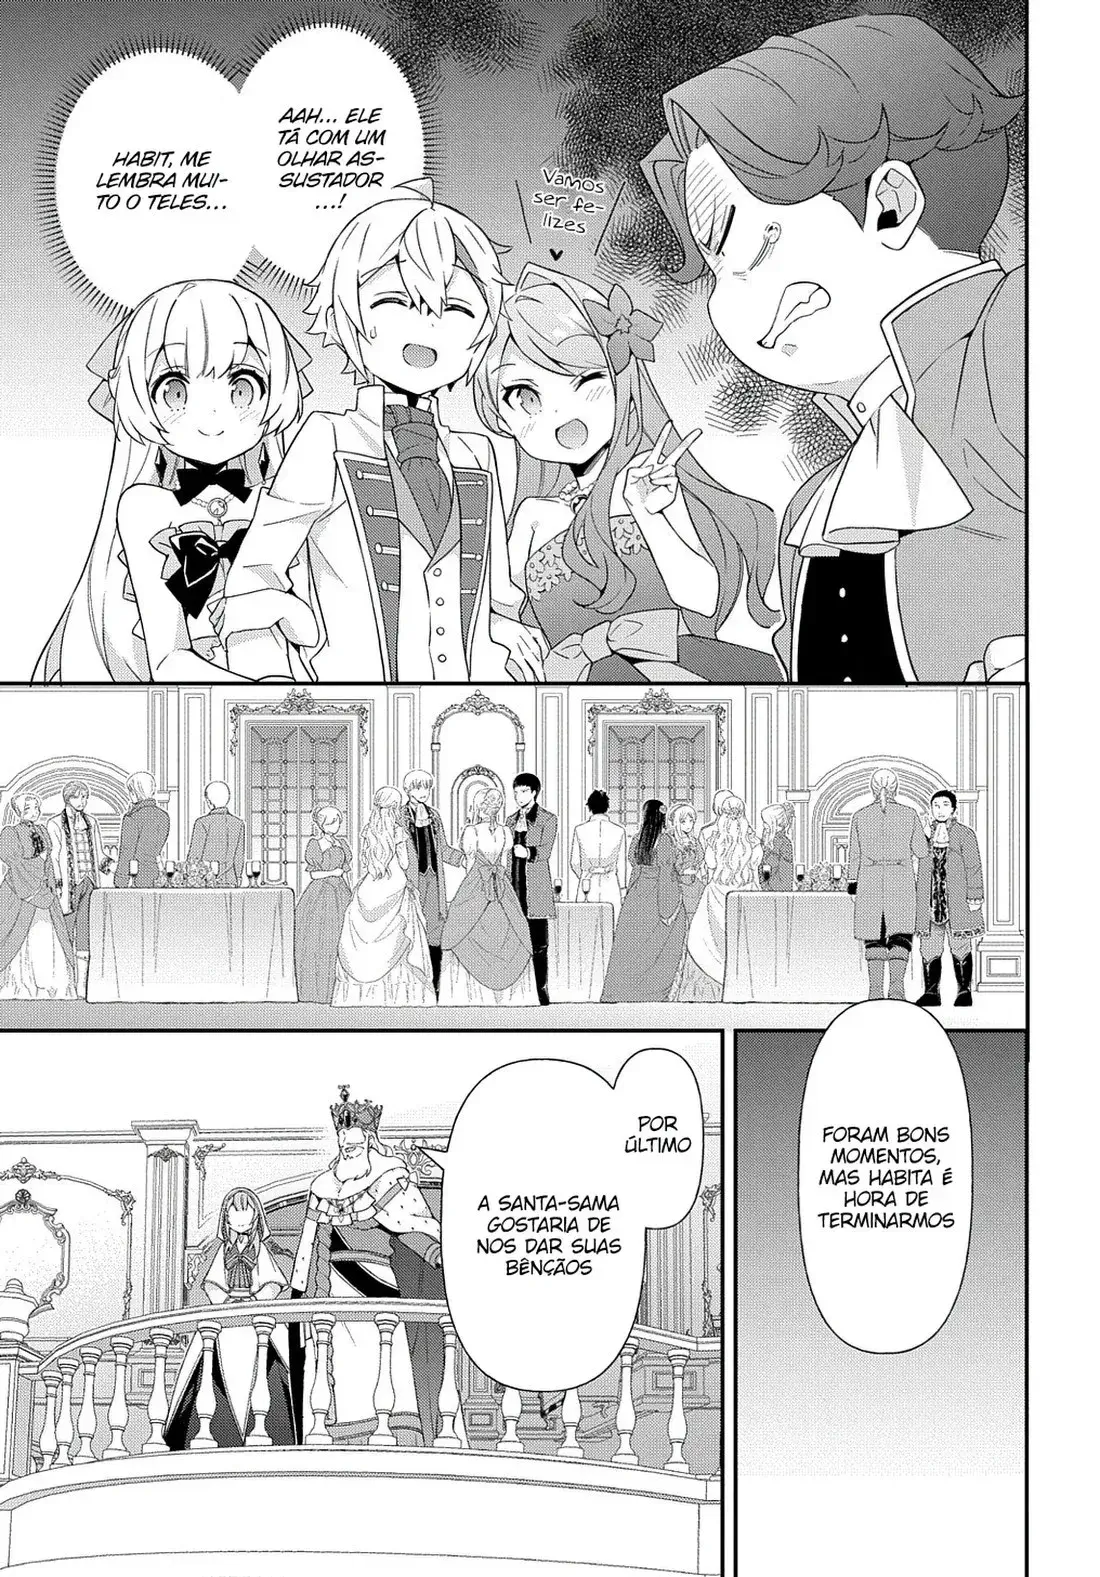 Vamos
ser fe-
lizes
AAH... ELE
TÁ COM UM
OLHAR AS-
SUSTADOR
...!
HABIT, ME
LEMBRA MUI-
TO O TELES...
FORAM BONS
MOMENTOS,
MAS HABITA É
HORA DE
TERMINARMOS
POR
ÚLTIMO
A SANTA-SAMA
GOSTARIA DE
NOS DAR SUAS
BÊNÇÃOS